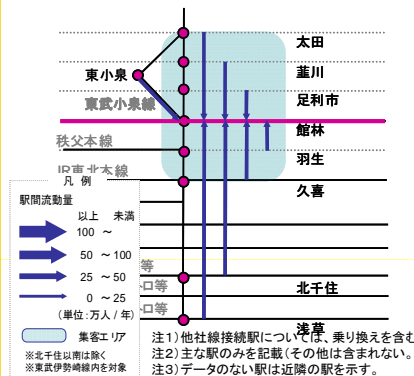 太田
韮川
東小泉
足利市
東武小泉線
館林
秩父本線
羽生
JR東北本線
久喜
凡 例
駅間流動量
以上 未満
100 ～
50 ～100
25 ～50
0 ～25
(単位:万人 / 年)
集客エリア
※北千住以南は除く
※東武伊勢崎線内を対象
等
北千住
トロ等
トロ等
浅草
注1)他社線接続駅については、乗り換えを含む
注2)主な駅のみを記載(その他は含まれない。
注3)データのない駅は近隣の駅を示す。